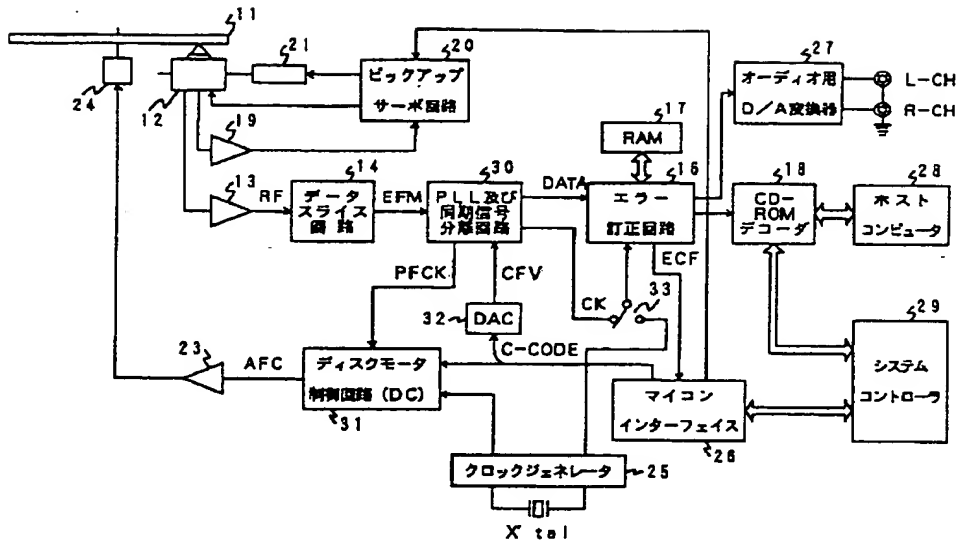 11
21
20
ピックアップ
サーボ回路
27
オーディオ用
D/A変換器
L-CH
R-CH
24
12
19
17
RAM
13
RF
14
データ
スライス
回路
EFM
30
PLL及び
同期信号
分離回路
DATA
16
エラー
訂正回路
18
CD-
ROM
デコーダ
28
ホスト
コンピュータ
PFCK
CFV
ECF
33
CK
32
DAC
C-CODE
29
システム
コントローラ
23
AFC
ディスクモータ
制御回路(DC)
31
マイコン
インターフェイス
26
クロックジェネレータ
25
X'tal